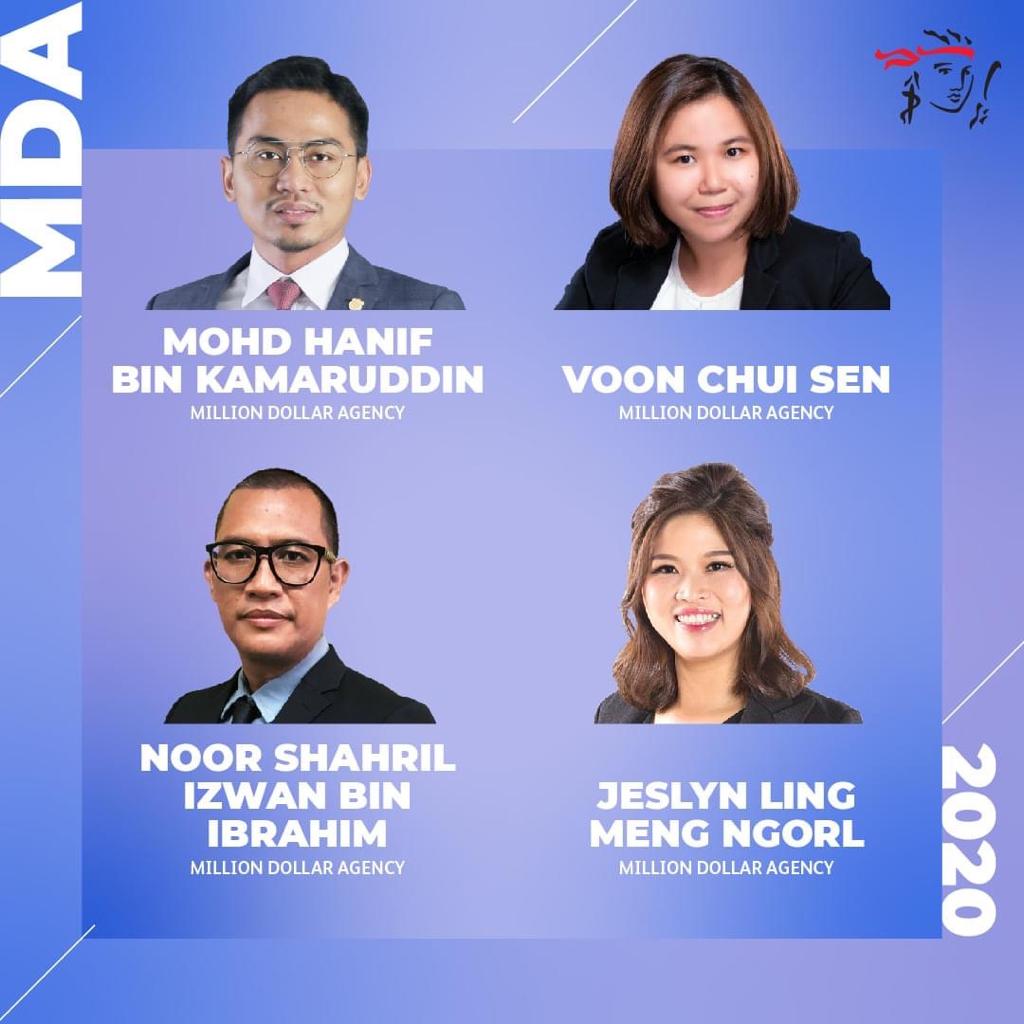 MDA
MOHD HANIF
BIN KAMARUDDIN
MILLION DOLLAR AGENCY
VOON CHUI SEN
MILLION DOLLAR AGENCY
NOOR SHAHRIL
IZWAN BIN
IBRAHIM
MILLION DOLLAR AGENCY
JESLYN LING
MENG NGORL
MILLION DOLLAR AGENCY
2020